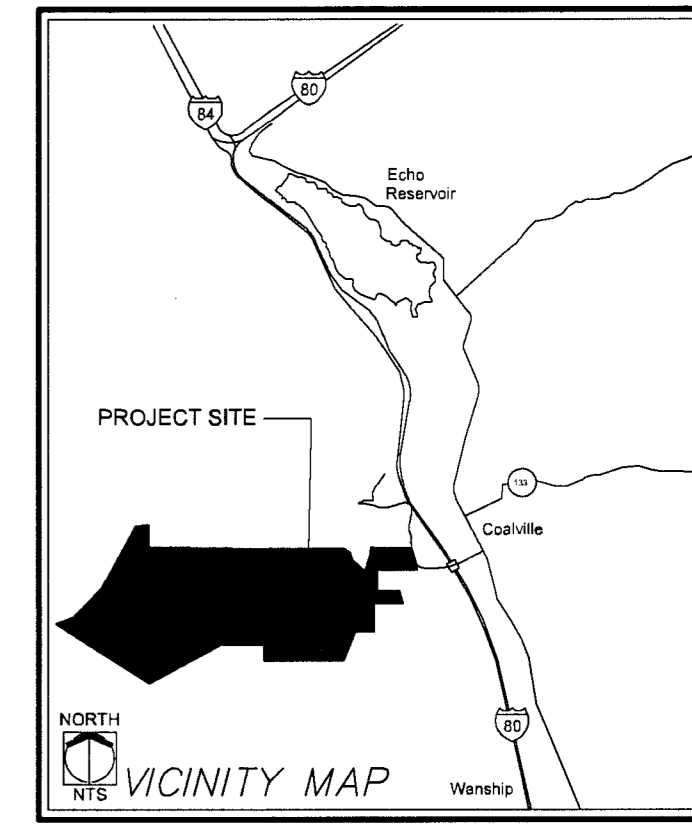 80
84
Echo
Reservoir
PROJECT SITE
133
Coalville
NORTH
NTS
VICINITY MAP
80
Wanship